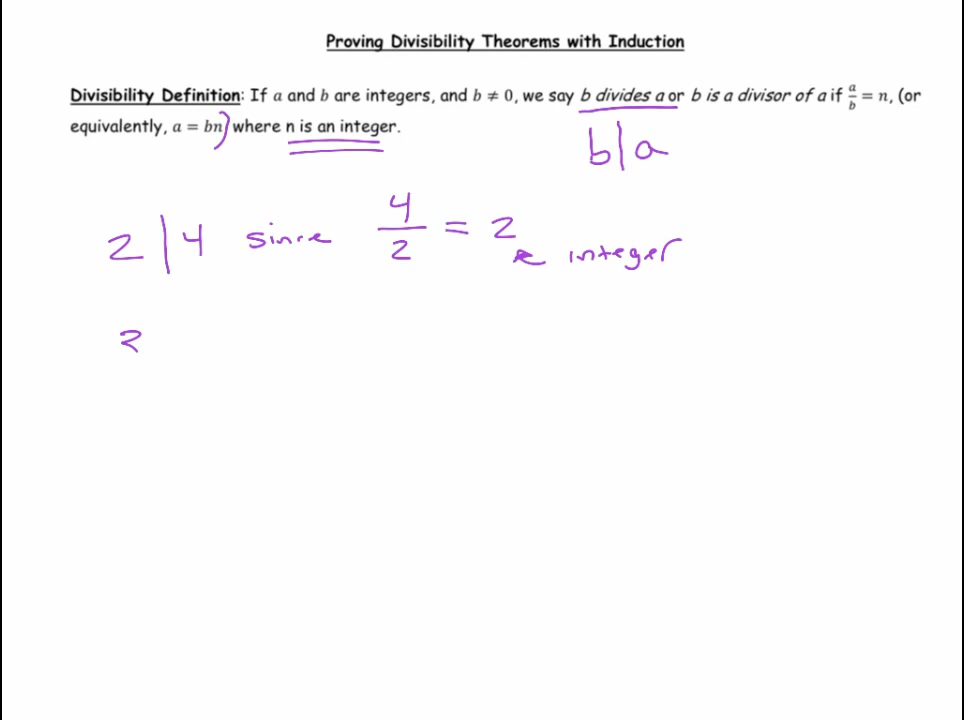 Proving Divisibility Theorems with Induction
Divisibility Definition: If a and b are integers, and b ≠ 0, we say b divides a or b is a divisor of a if a/b = n, (or
equivalently, a = bn) where n is an integer.
b|a
2|4 since 4/2 = 2
integer
3